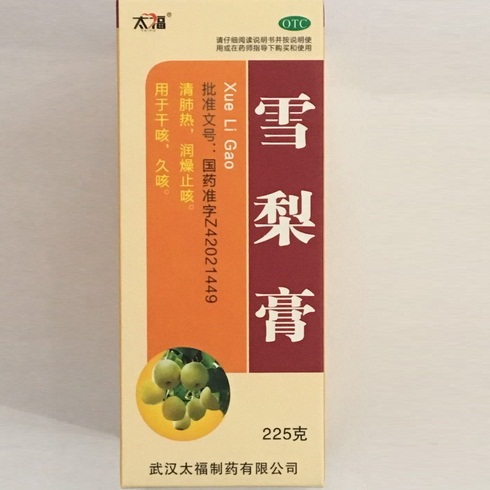 太福
OTC
请仔细阅读说明书并按说明使
用或在药师指导下购买和使用
雪梨膏
Xue Li Gao
批准文号：国药准字Z42021449
清肺热，润燥止咳。
用于干咳，久咳。
225克
武汉太福制药有限公司